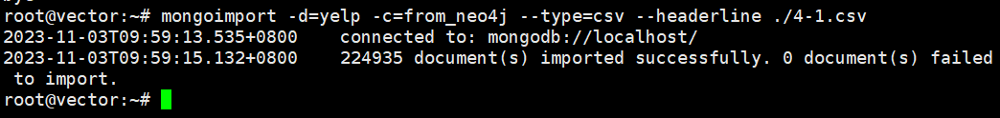 root@vector:~# mongoimport -d=yelp -c=from_neo4j --type=csv --headerline ./4-1.csv
2023-11-03T09:59:13.535+0800    connected to: mongodb://localhost/
2023-11-03T09:59:15.132+0800    224935 document(s) imported successfully. 0 document(s) failed
 to import.
root@vector:~#